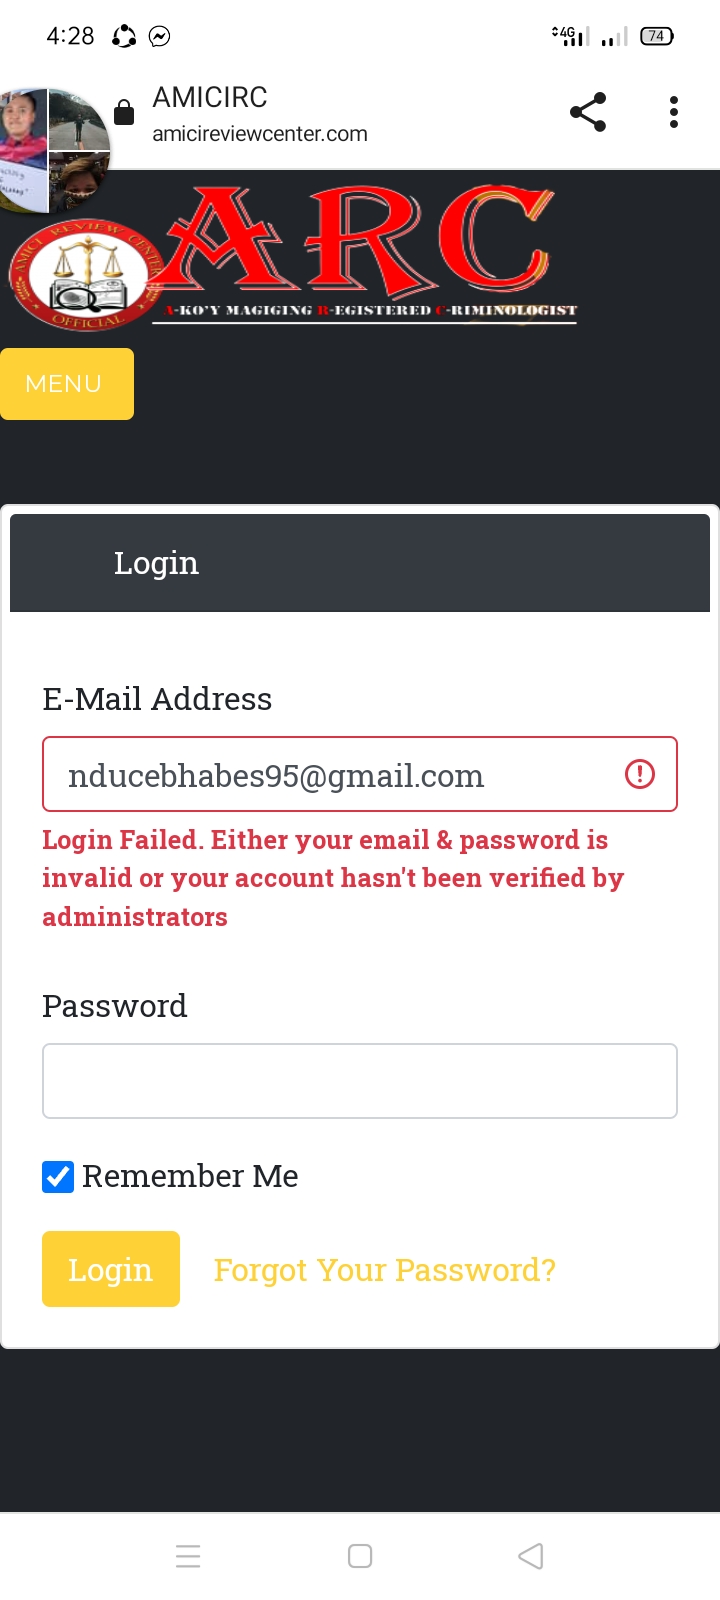 4:28
4G
74
AMICIRC
amicireviewcenter.com
ARC
AMICI REVIEW CENTER
OFFICIAL
A-KO'Y MAGIGING R-EGISTERED C-RIMINOLOGIST
MENU
Login
E-Mail Address
nducebhabes95@gmail.com
Login Failed. Either your email & password is
invalid or your account hasn't been verified by
administrators
Password
Remember Me
Login
Forgot Your Password?